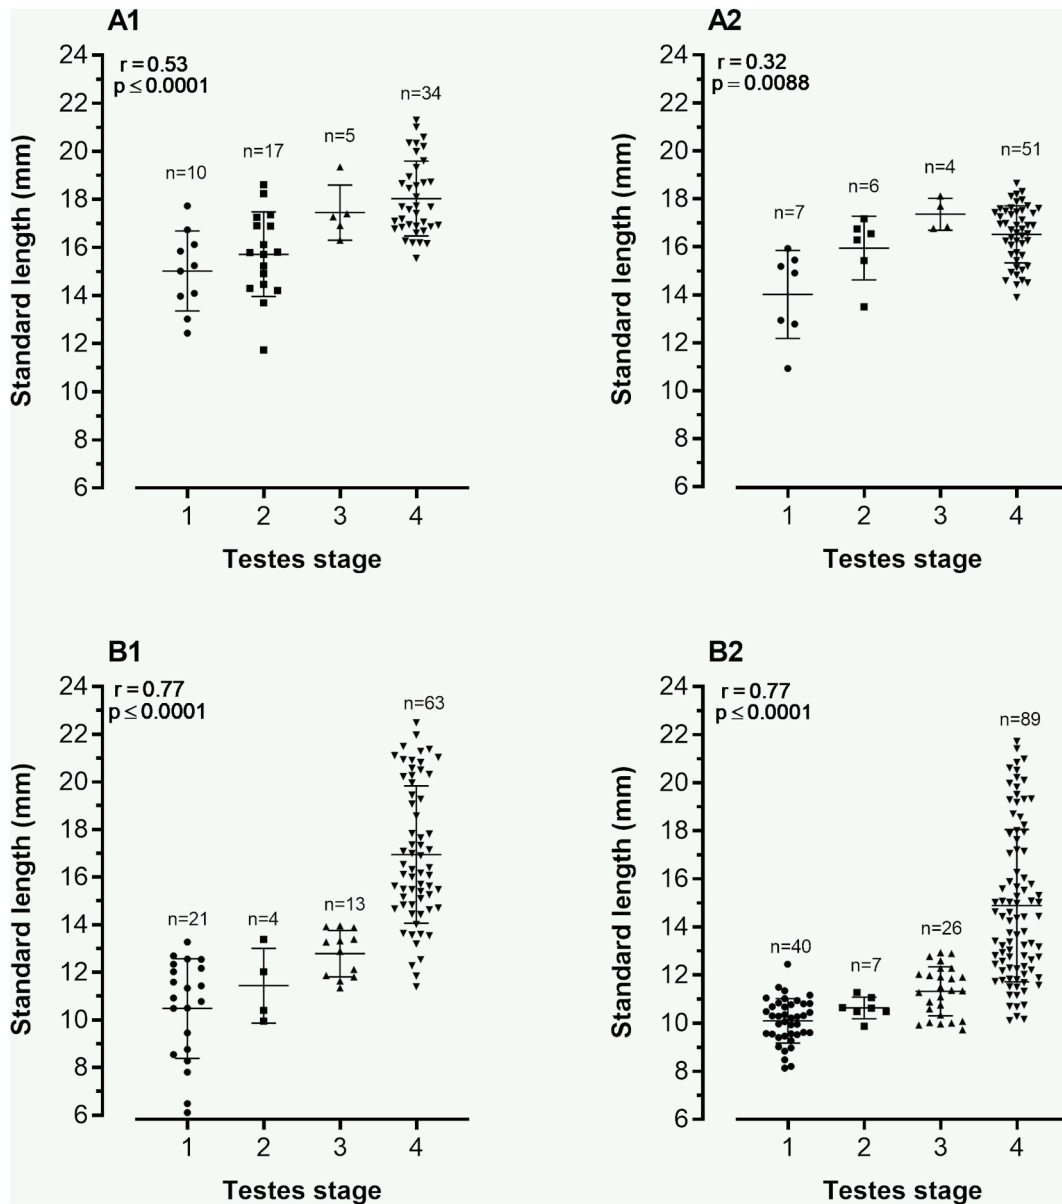 A1
r = 0.53
p ≤ 0.0001
n=10
n=17
n=5
n=34
24
22
20
18
16
14
12
10
8
6
Standard length (mm)
1 2 3 4
Testes stage
A2
r = 0.32
p = 0.0088
n=7
n=6
n=4
n=51
24
22
20
18
16
14
12
10
8
6
Standard length (mm)
1 2 3 4
Testes stage
B1
r = 0.77
p ≤ 0.0001
n=21
n=4
n=13
n=63
24
22
20
18
16
14
12
10
8
6
Standard length (mm)
1 2 3 4
Testes stage
B2
r = 0.77
p ≤ 0.0001
n=40
n=7
n=26
n=89
24
22
20
18
16
14
12
10
8
6
Standard length (mm)
1 2 3 4
Testes stage